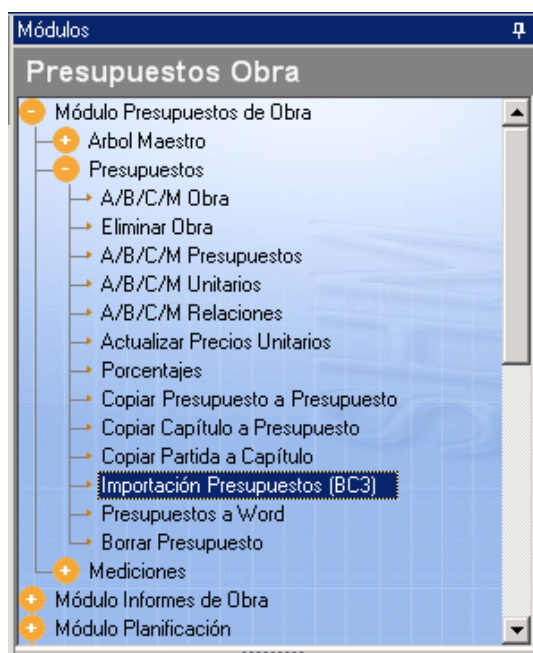 Módulos
Presupuestos Obra
Módulo Presupuestos de Obra
Arbol Maestro
Presupuestos
A/B/C/M Obra
Eliminar Obra
A/B/C/M Presupuestos
A/B/C/M Unitarios
A/B/C/M Relaciones
Actualizar Precios Unitarios
Porcentajes
Copiar Presupuesto a Presupuesto
Copiar Capítulo a Presupuesto
Copiar Partida a Capítulo
Importación Presupuestos (BC3)
Presupuestos a Word
Borrar Presupuesto
Mediciones
Módulo Informes de Obra
Módulo Planificación